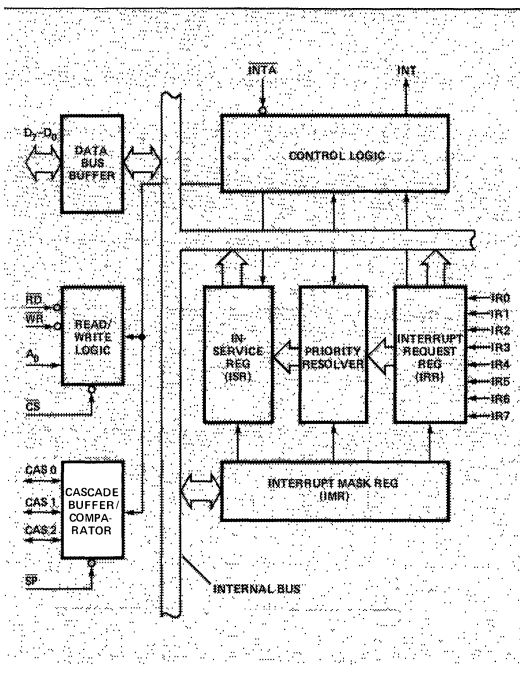 INTA
INT
D7-D0
DATA
BUS
BUFFER
CONTROL LOGIC
RD
WR
A0
CS
READ/
WRITE
LOGIC
IN-
SERVICE
REG
(ISR)
PRIORITY
RESOLVER
INTERRUPT
REQUEST
REG
(IRR)
IR0
IR1
IR2
IR3
IR4
IR5
IR6
IR7
CAS 0
CAS 1
CAS 2
SP
CASCADE
BUFFER/
COMPA-
RATOR
INTERRUPT MASK REG
(IMR)
INTERNAL BUS